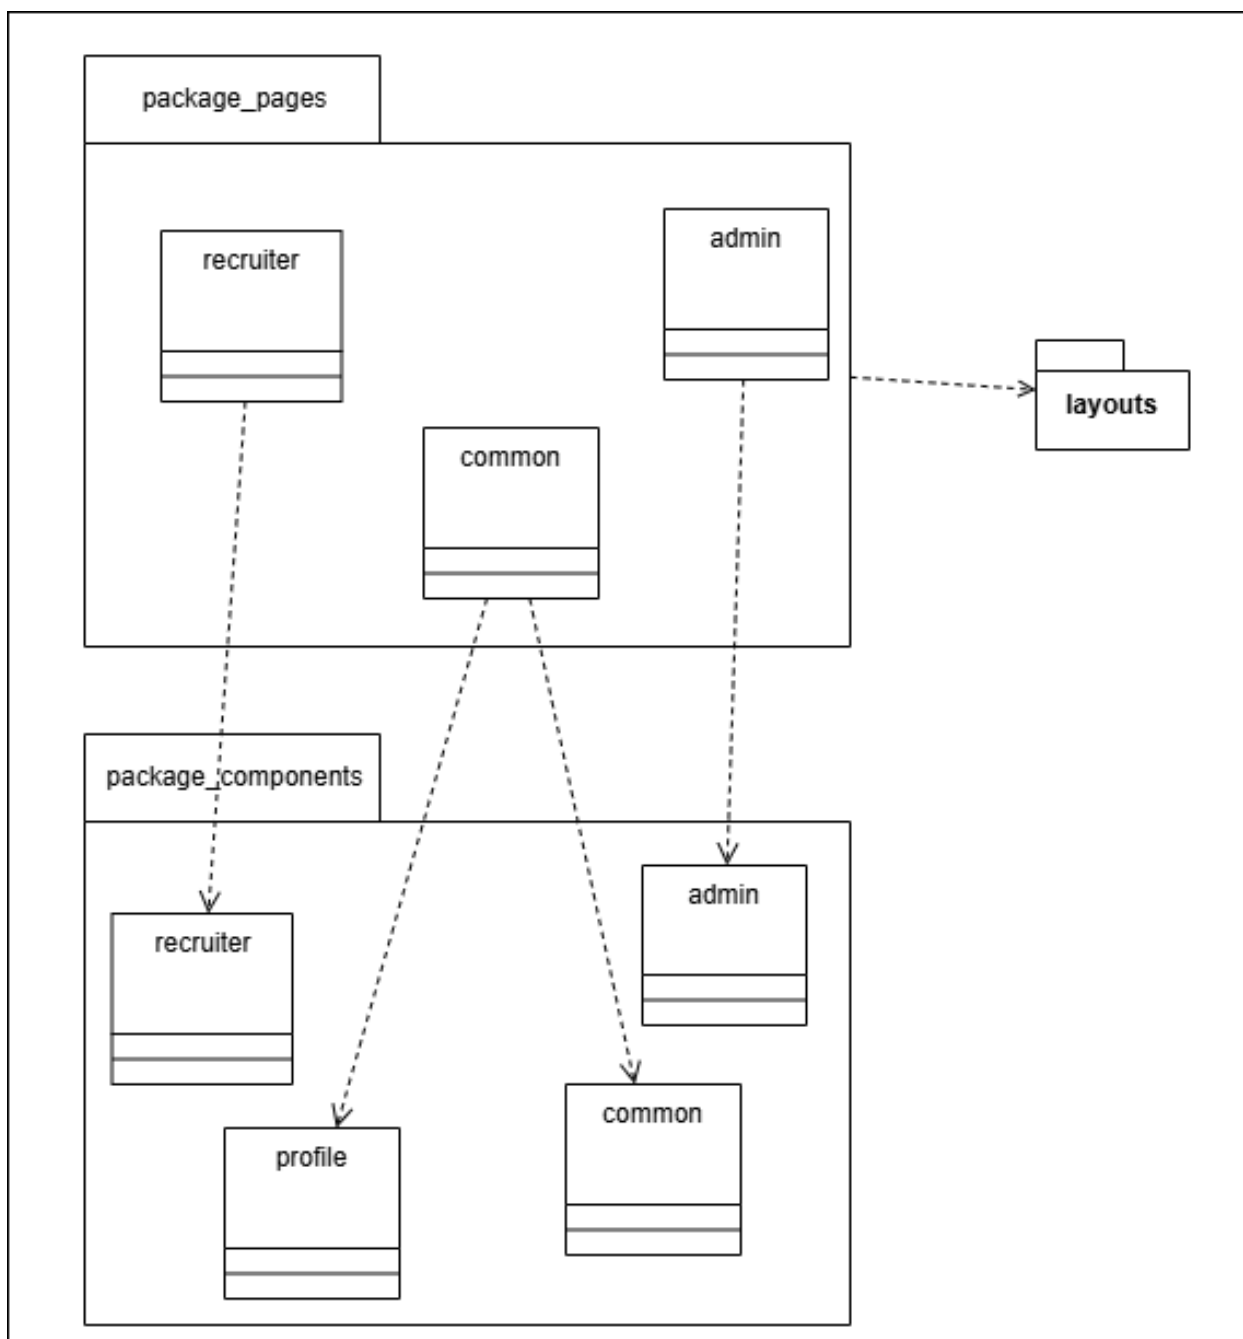 package_pages
recruiter
admin
common
layouts
package_components
recruiter
admin
profile
common